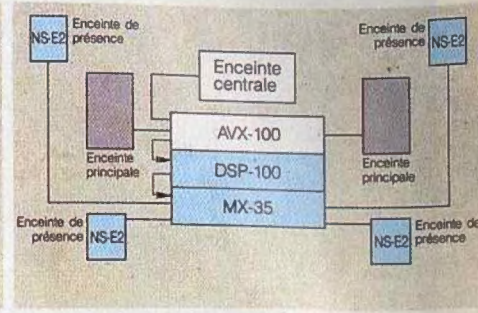 Enceinte de
présence
NS-E2
Enceinte de
présence
NS-E2
Enceinte
centrale
AVX-100
DSP-100
MX-35
Enceinte
principale
Enceinte
principale
Enceinte de
présence
NS-E2
Enceinte de
présence
NS-E2